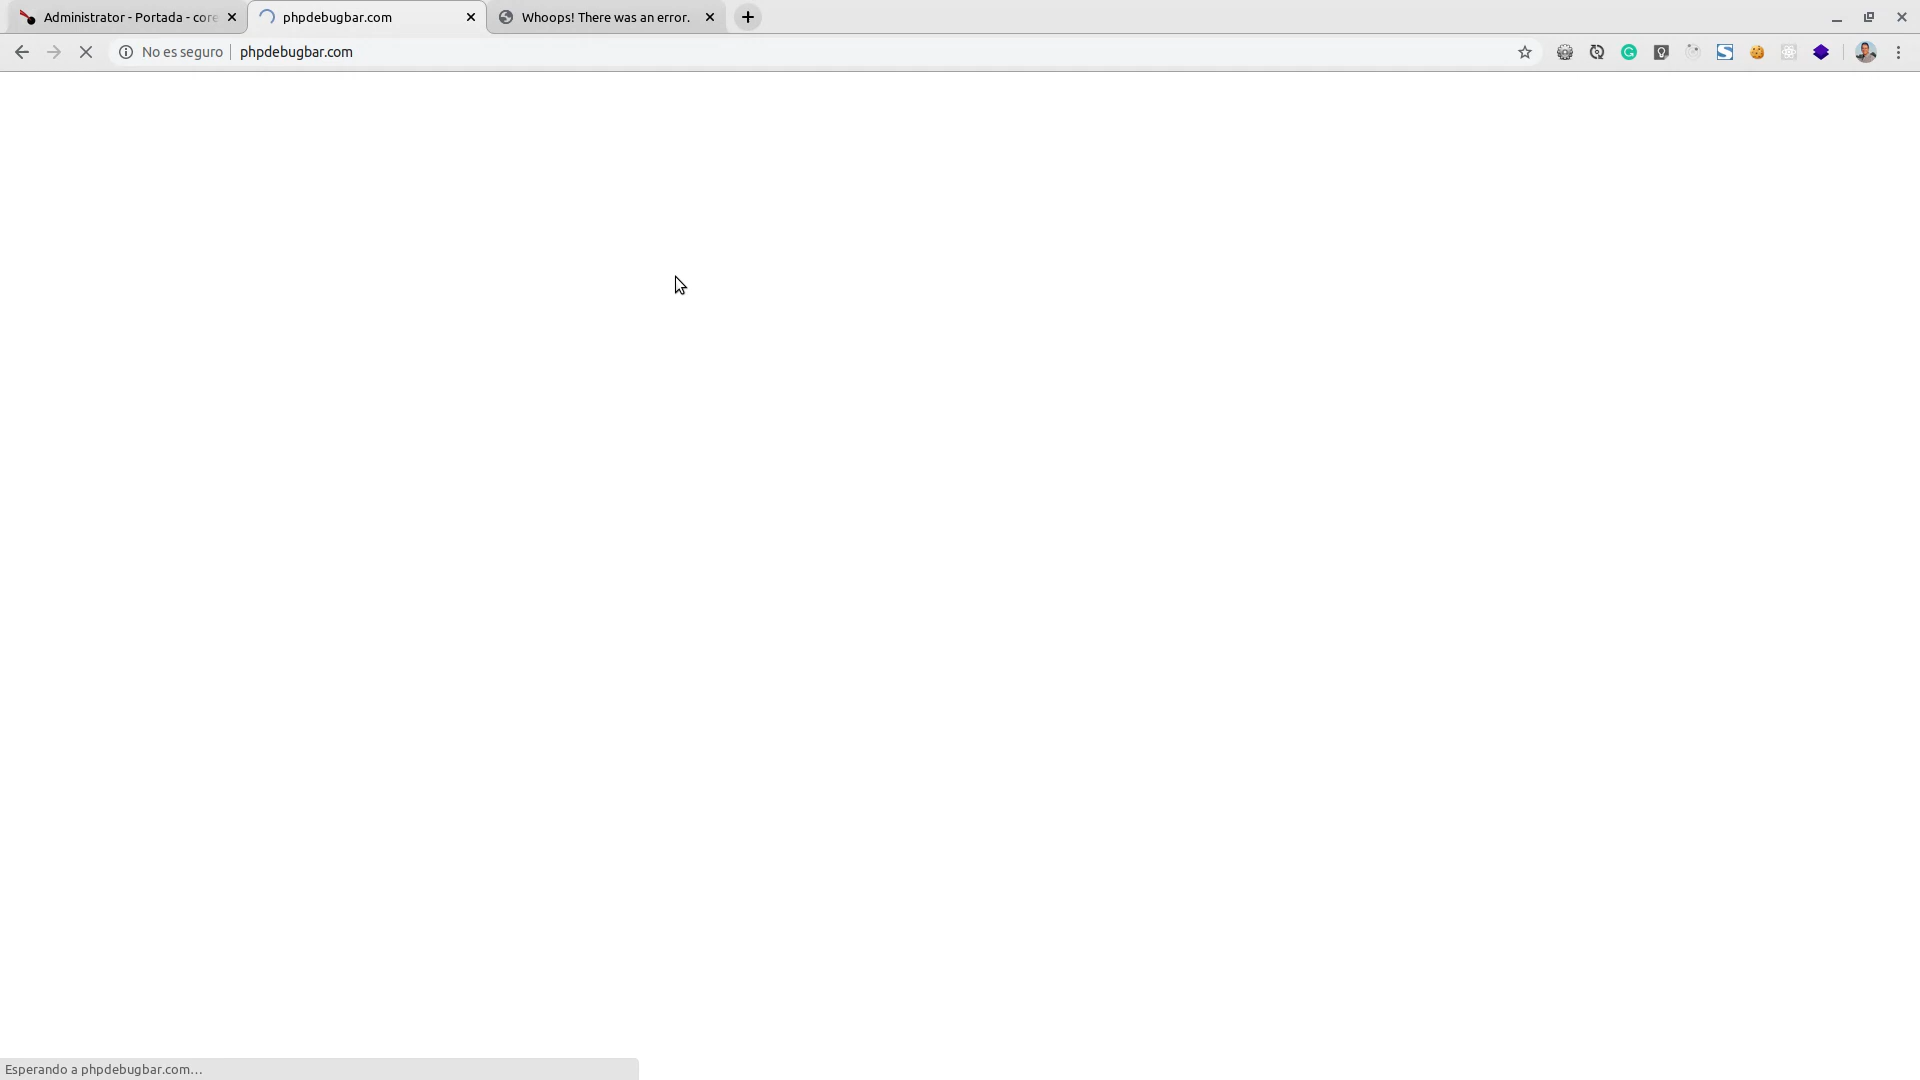 Administrator - Portada - core
phpdebugbar.com
Whoops! There was an error.
No es seguro
phpdebugbar.com
Esperando a phpdebugbar.com...